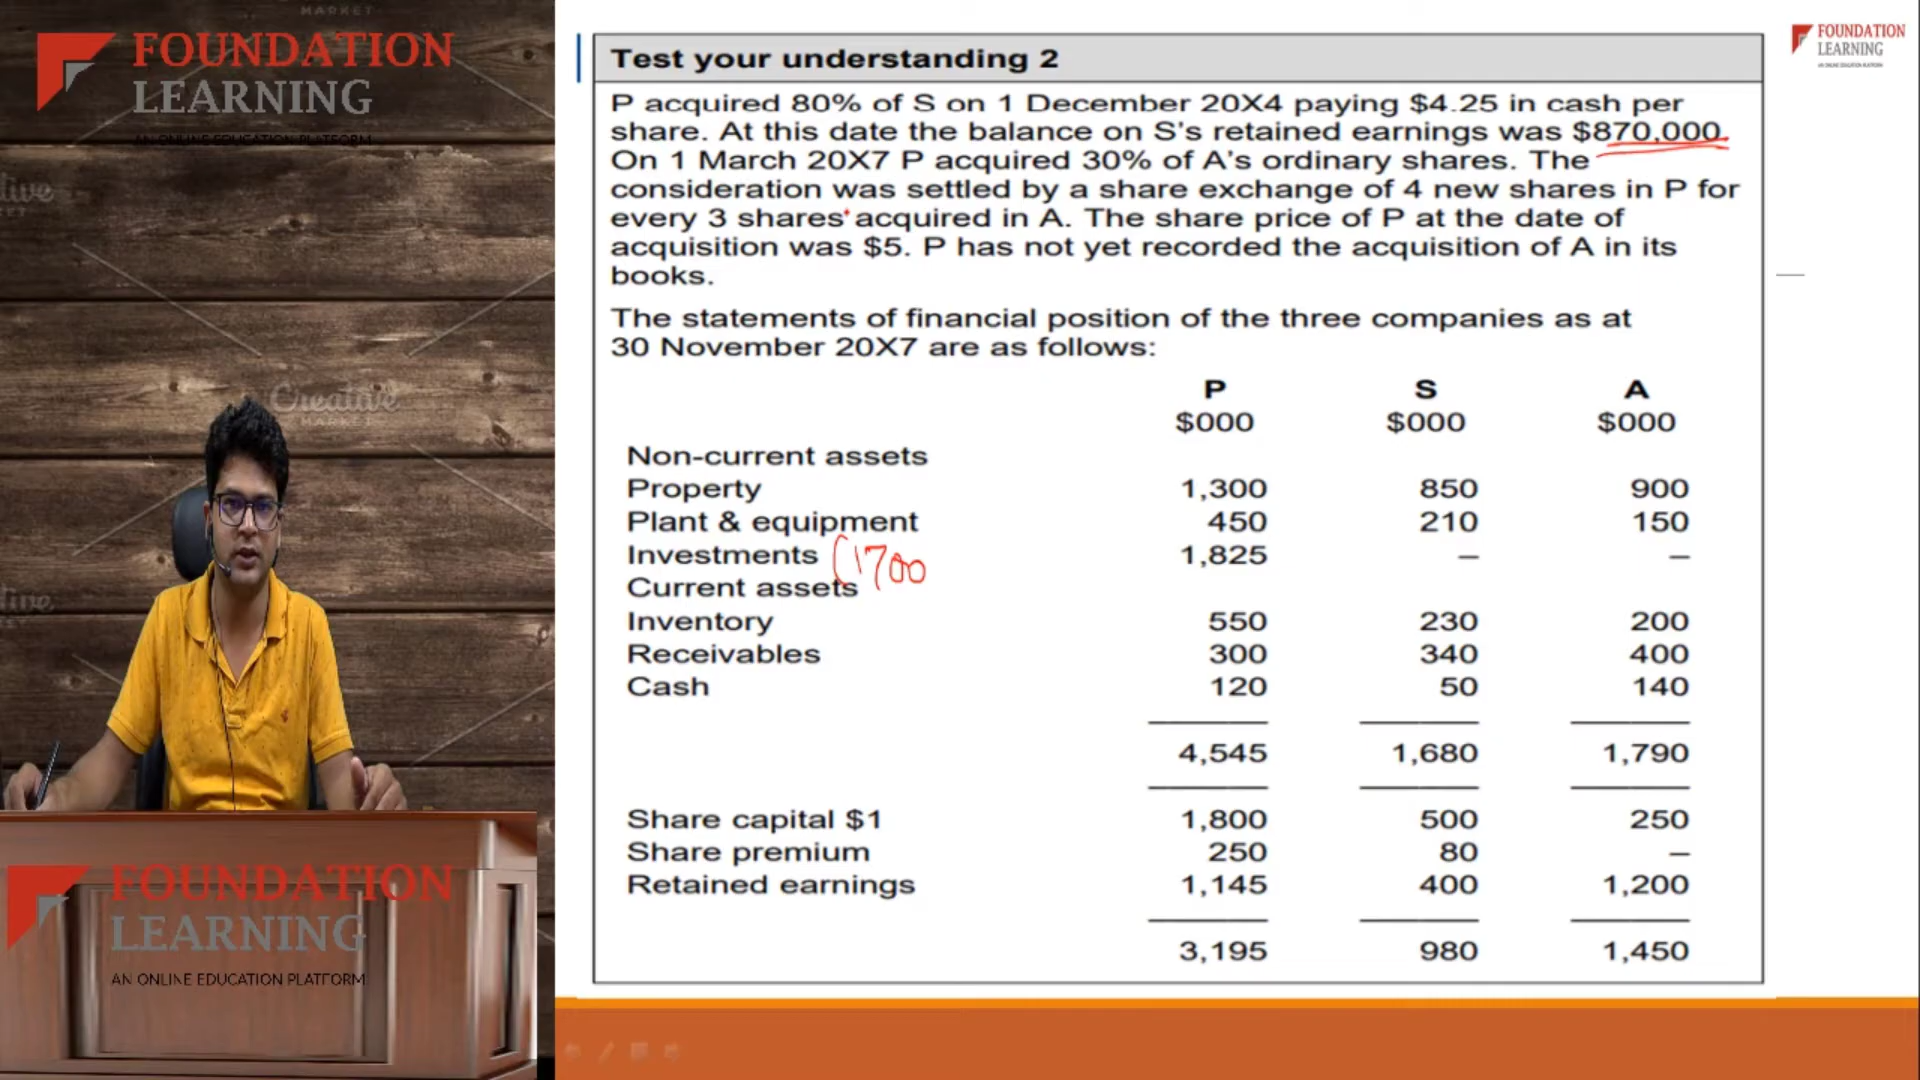 FOUNDATION
LEARNING
AN ONLINE EDUCATION PLATFORM
MARKET
Creative
MARKET
FOUNDATION
LEARNING
AN ONLINE EDUCATION PLATFORM
FOUNDATION
LEARNING
AN ONLINE EDUCATION PLATFORM
Test your understanding 2
P acquired 80% of S on 1 December 20X4 paying $4.25 in cash per
share. At this date the balance on S's retained earnings was $870,000.
On 1 March 20X7 P acquired 30% of A's ordinary shares. The
consideration was settled by a share exchange of 4 new shares in P for
every 3 shares acquired in A. The share price of P at the date of
acquisition was $5. P has not yet recorded the acquisition of A in its
books.
The statements of financial position of the three companies as at
30 November 20X7 are as follows:
P S A
$000 $000 $000
Non-current assets
Property 1,300 850 900
Plant & equipment 450 210 150
Investments (1700 1,825 – –
Current assets
Inventory 550 230 200
Receivables 300 340 400
Cash 120 50 140
4,545 1,680 1,790
Share capital $1 1,800 500 250
Share premium 250 80 –
Retained earnings 1,145 400 1,200
3,195 980 1,450